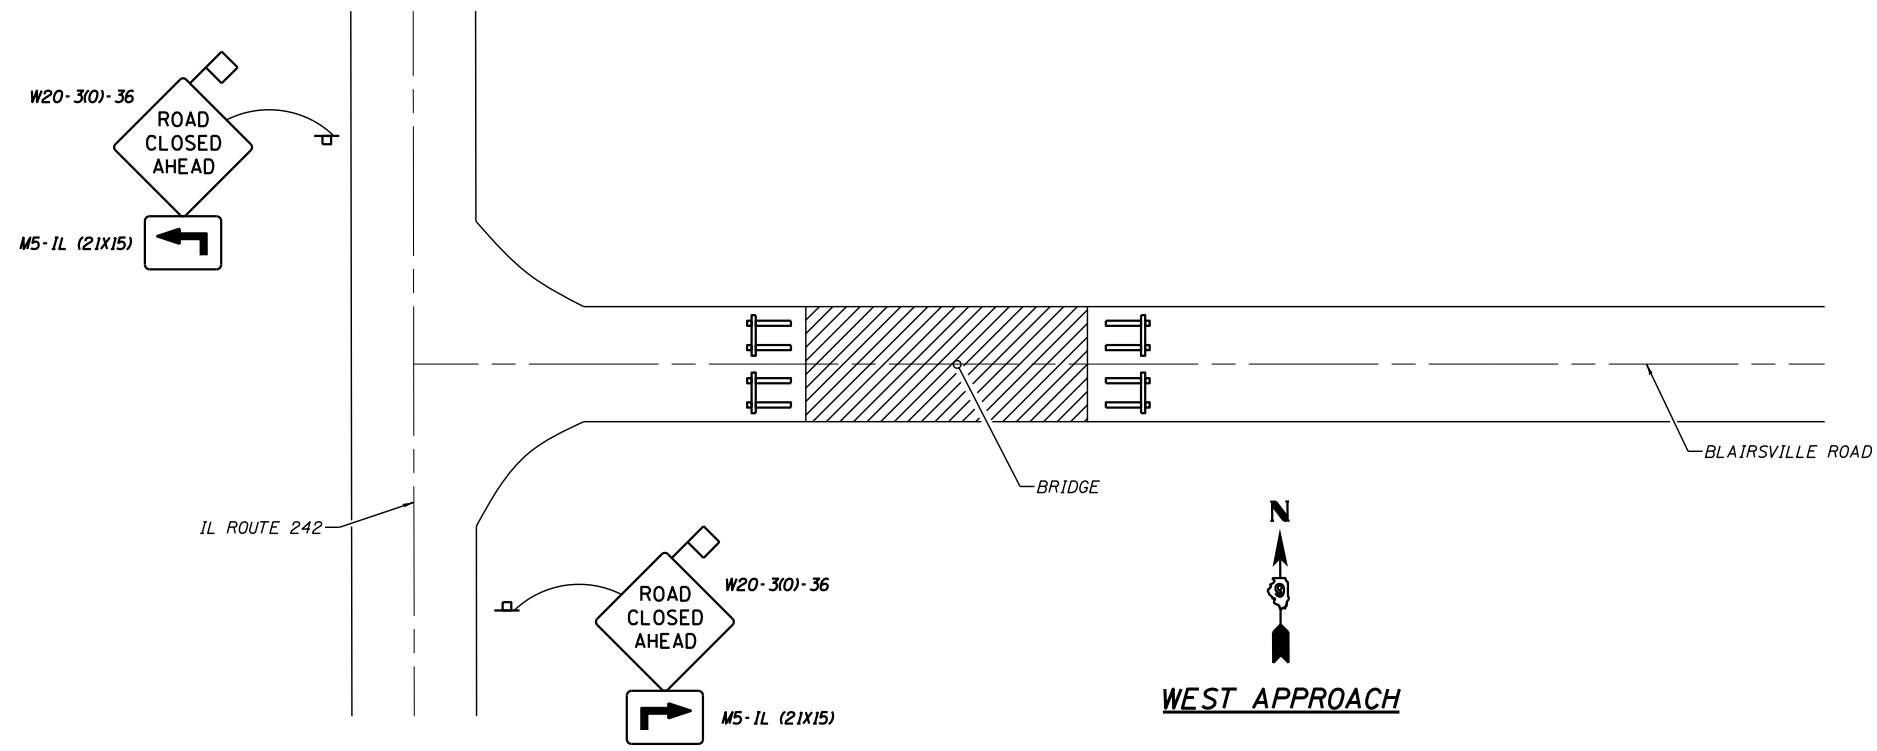 W20-3(O)-36
ROAD
CLOSED
AHEAD
M5-IL (21X15)
BLAIRSVILLE ROAD
BRIDGE
IL ROUTE 242
N
9
ROAD
CLOSED
AHEAD
W20-3(O)-36
M5-IL (21X15)
WEST APPROACH